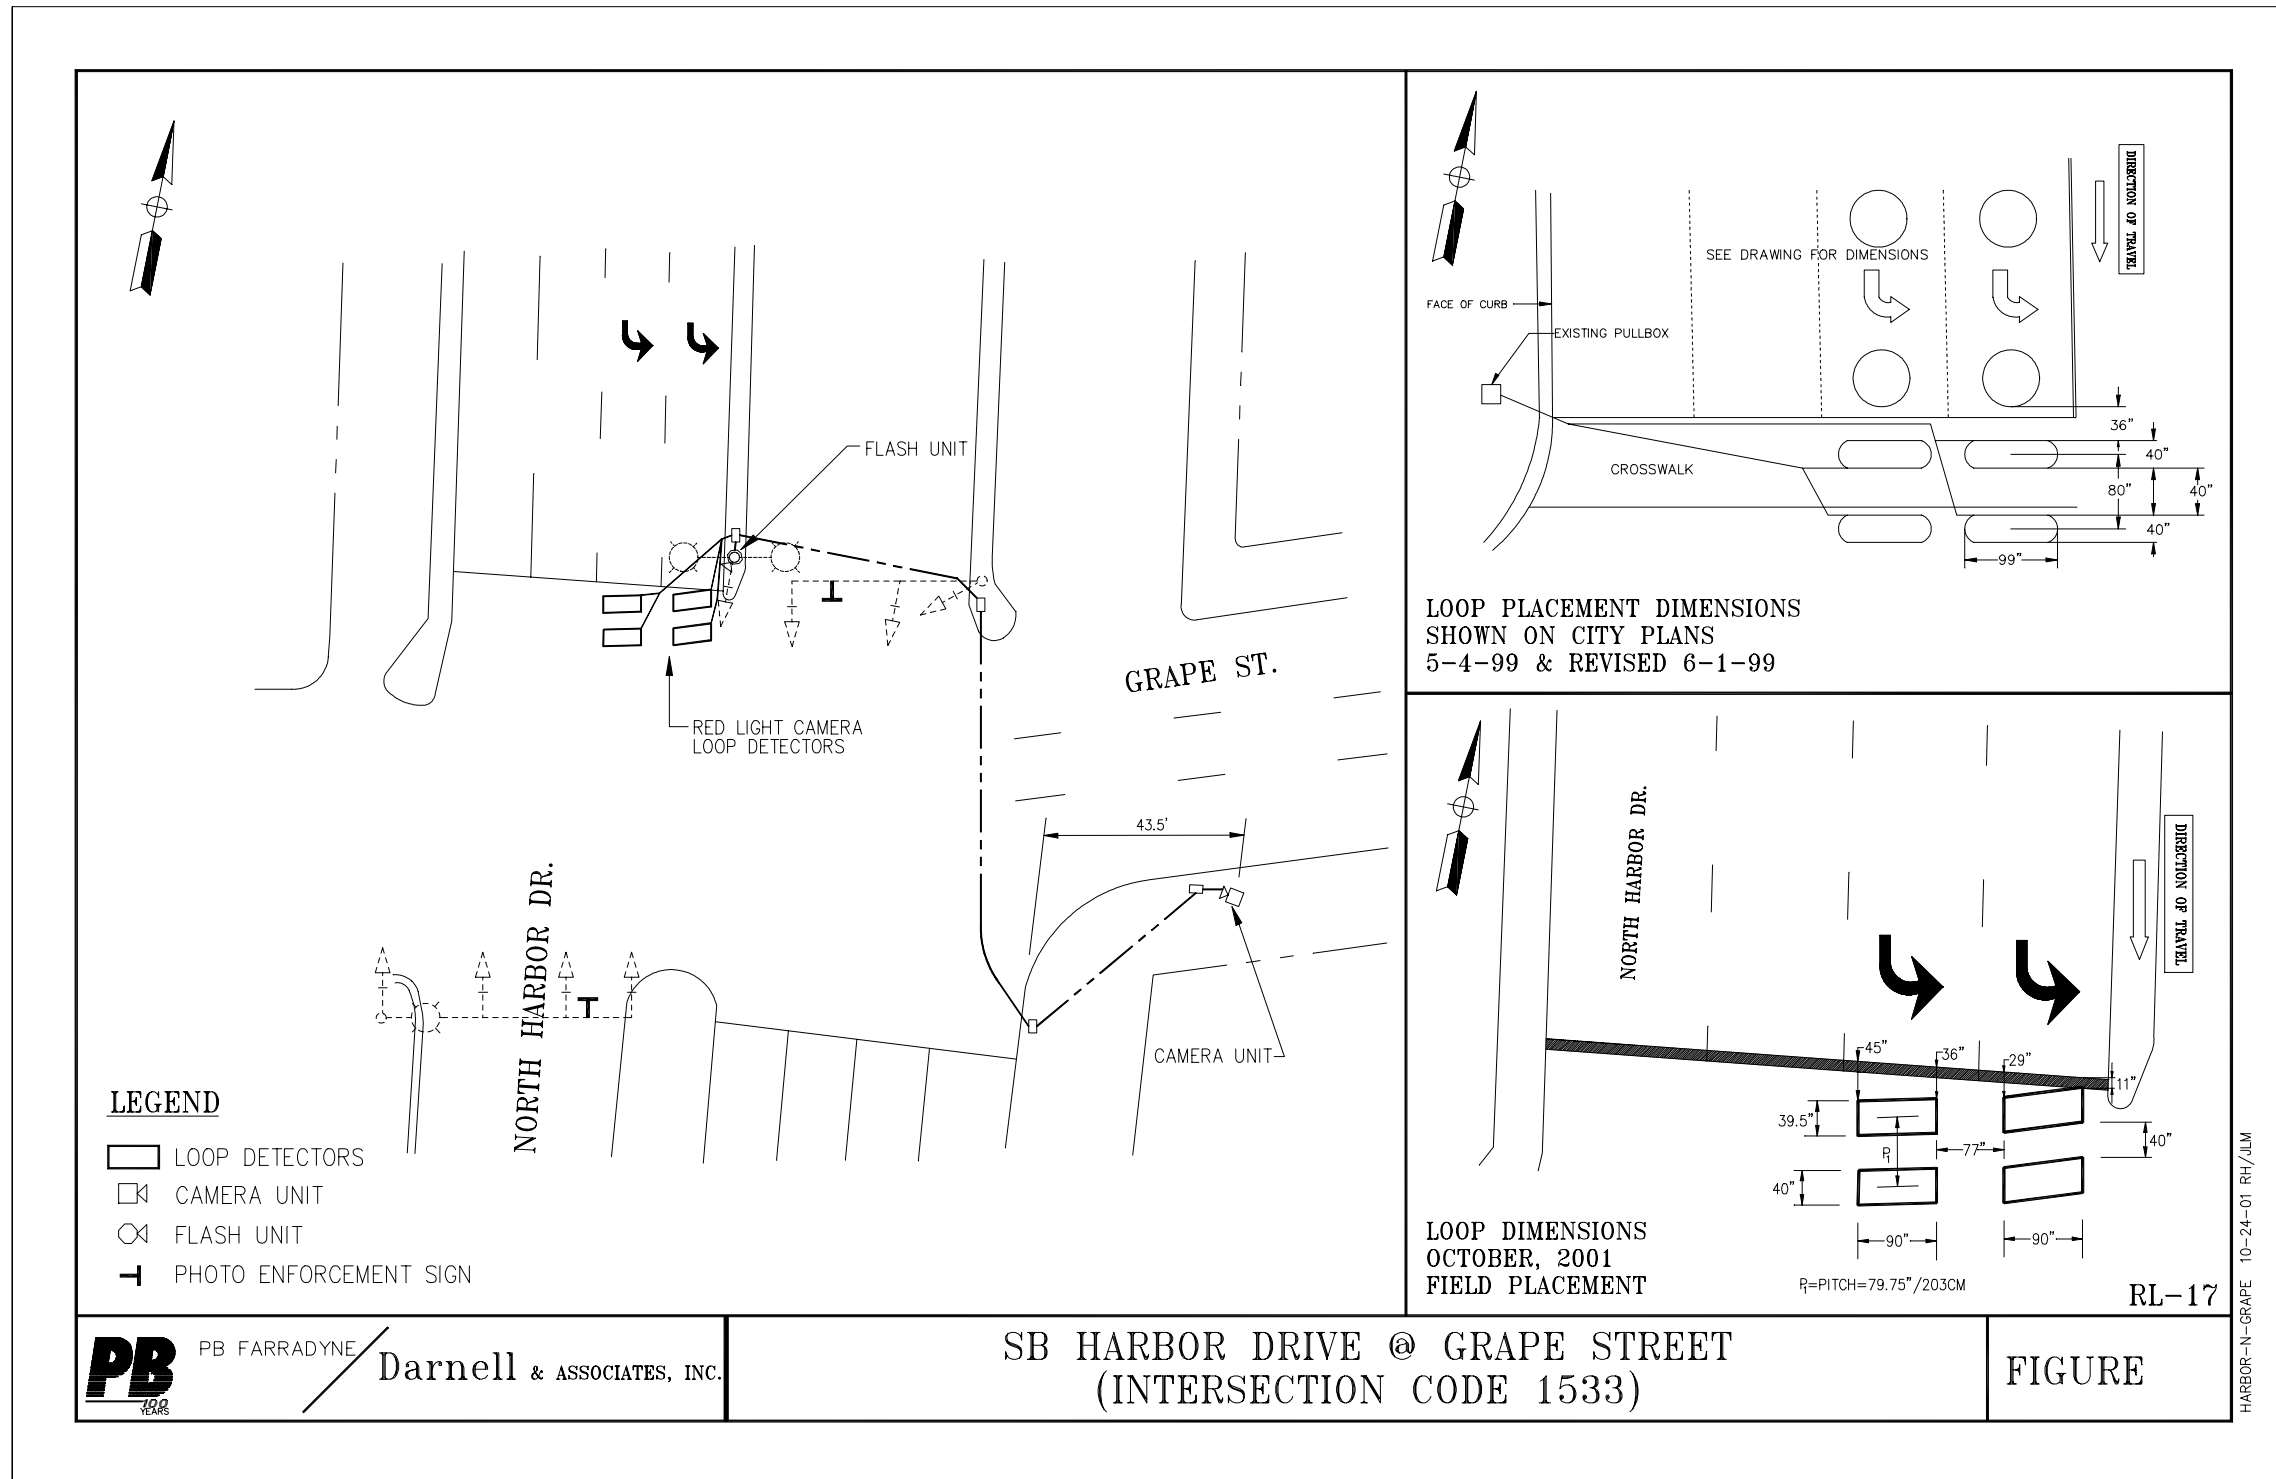 FLASH UNIT
RED LIGHT CAMERA
LOOP DETECTORS
GRAPE ST.
43.5'
CAMERA UNIT
NORTH HARBOR DR.
LEGEND
LOOP DETECTORS
CAMERA UNIT
FLASH UNIT
PHOTO ENFORCEMENT SIGN
DIRECTION OF TRAVEL
SEE DRAWING FOR DIMENSIONS
FACE OF CURB
EXISTING PULLBOX
CROSSWALK
36"
40"
80"
40"
40"
99"
LOOP PLACEMENT DIMENSIONS
SHOWN ON CITY PLANS
5-4-99 & REVISED 6-1-99
NORTH HARBOR DR.
DIRECTION OF TRAVEL
45"
36"
29"
11"
39.5"
P1
77"
40"
40"
90"
90"
LOOP DIMENSIONS
OCTOBER, 2001
FIELD PLACEMENT
P1=PITCH=79.75"/203CM
RL-17
PB
100
YEARS
PB FARRADYNE
Darnell & ASSOCIATES, INC.
SB HARBOR DRIVE @ GRAPE STREET
(INTERSECTION CODE 1533)
FIGURE
HARBOR-N-GRAPE 10-24-01 RH/JLM